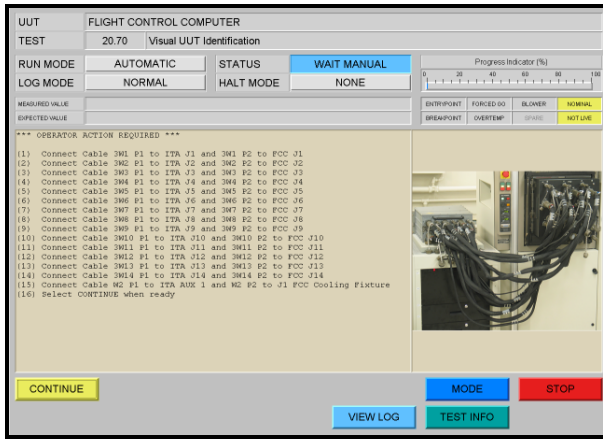 UUT FLIGHT CONTROL COMPUTER
TEST 20.70 Visual UUT Identification
RUN MODE AUTOMATIC STATUS WAIT MANUAL
LOG MODE NORMAL HALT MODE NONE
Progress Indicator (%)
0 20 40 60 80 100
MEASURED VALUE
EXPECTED VALUE
ENTRYPOINT FORCED GO BLOWER NOMINAL
BREAKPOINT OVERTEMP SPARE NOT LIVE
*** OPERATOR ACTION REQUIRED ***
(1) Connect Cable 3W1 P1 to ITA J1 and 3W1 P2 to FCC J1
(2) Connect Cable 3W2 P1 to ITA J2 and 3W2 P2 to FCC J2
(3) Connect Cable 3W3 P1 to ITA J3 and 3W3 P2 to FCC J3
(4) Connect Cable 3W4 P1 to ITA J4 and 3W4 P2 to FCC J4
(5) Connect Cable 3W5 P1 to ITA J5 and 3W5 P2 to FCC J5
(6) Connect Cable 3W6 P1 to ITA J6 and 3W6 P2 to FCC J6
(7) Connect Cable 3W7 P1 to ITA J7 and 3W7 P2 to FCC J7
(8) Connect Cable 3W8 P1 to ITA J8 and 3W8 P2 to FCC J8
(9) Connect Cable 3W9 P1 to ITA J9 and 3W9 P2 to FCC J9
(10) Connect Cable 3W10 P1 to ITA J10 and 3W10 P2 to FCC J10
(11) Connect Cable 3W11 P1 to ITA J11 and 3W11 P2 to FCC J11
(12) Connect Cable 3W12 P1 to ITA J12 and 3W12 P2 to FCC J12
(13) Connect Cable 3W13 P1 to ITA J13 and 3W13 P2 to FCC J13
(14) Connect Cable 3W14 P1 to ITA J14 and 3W14 P2 to FCC J14
(15) Connect Cable W2 P1 to ITA AUX 1 and W2 P2 to J1 FCC Cooling Fixture
(16) Select CONTINUE when ready
CONTINUE MODE STOP
VIEW LOG TEST INFO